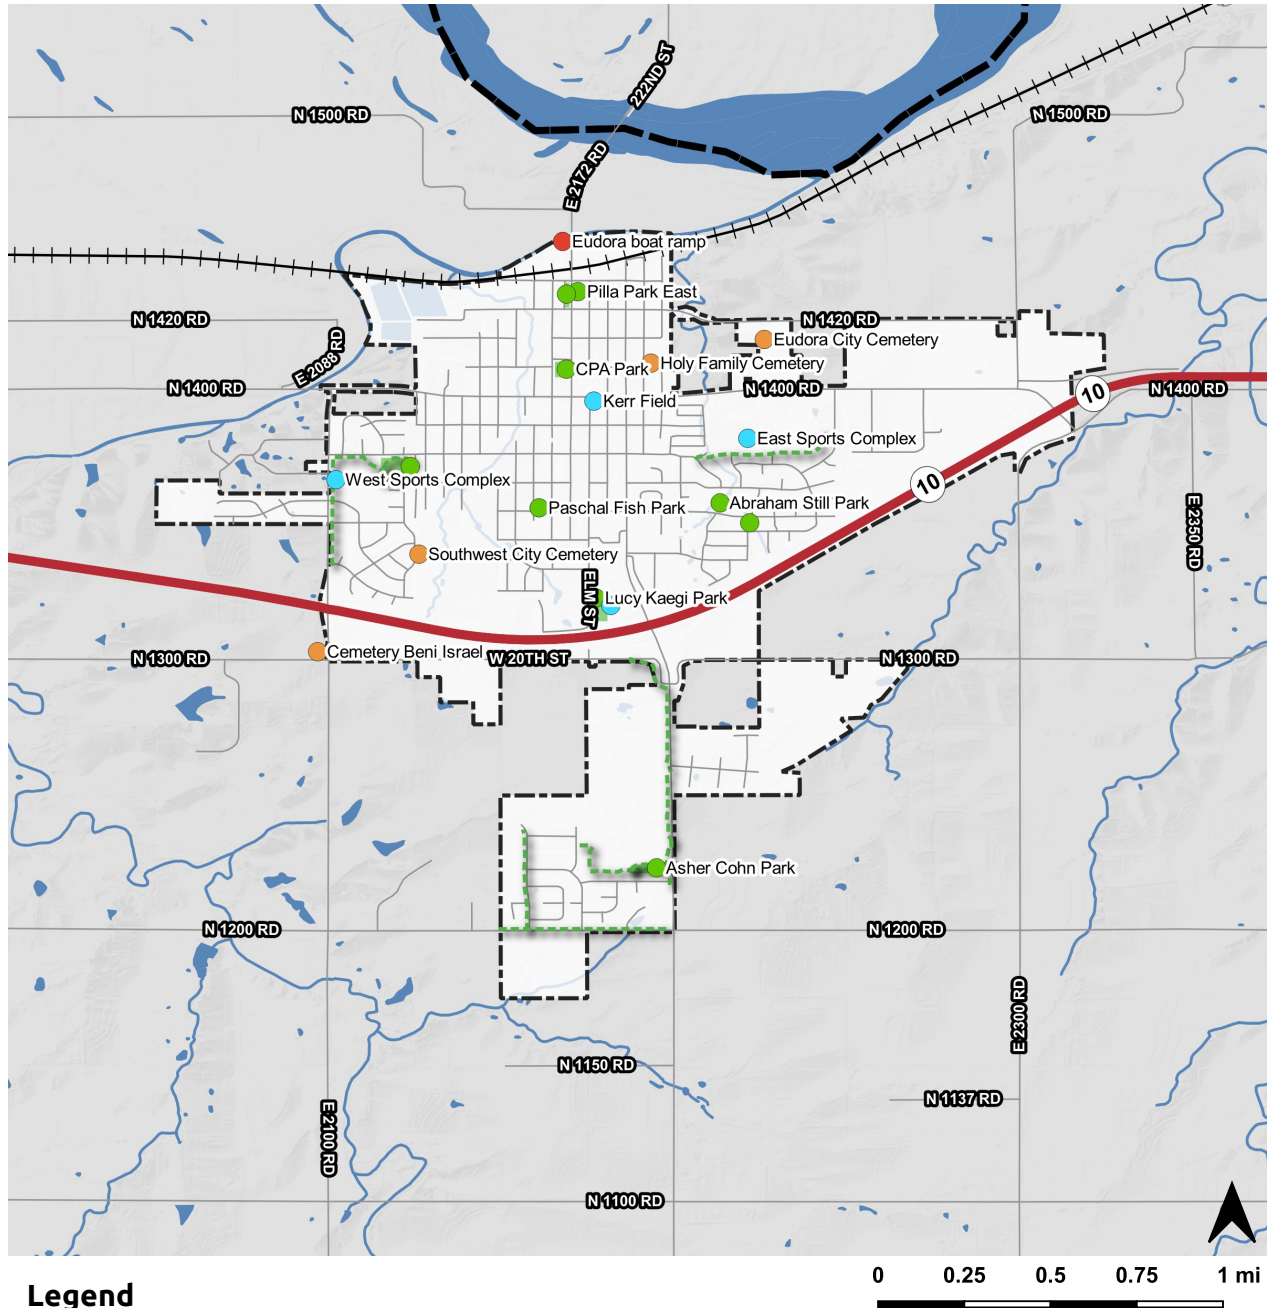 222ND ST
N 1500 RD
N 1500 RD
E 2172 RD
Eudora boat ramp
Pilla Park East
N 1420 RD
N 1420 RD
E 2088 RD
Eudora City Cemetery
Holy Family Cemetery
CPA Park
N 1400 RD
N 1400 RD
N 1400 RD
10
Kerr Field
East Sports Complex
West Sports Complex
10
Abraham Still Park
Paschal Fish Park
E 2350 RD
Southwest City Cemetery
ELM ST
Lucy Kaegi Park
Cemetery Beni Israel
N 1300 RD
W 20TH ST
N 1300 RD
Asher Cohn Park
N 1200 RD
N 1200 RD
E 2300 RD
N 1150 RD
N 1137 RD
E 2100 RD
N 1100 RD
Legend
0 0.25 0.5 0.75 1 mi